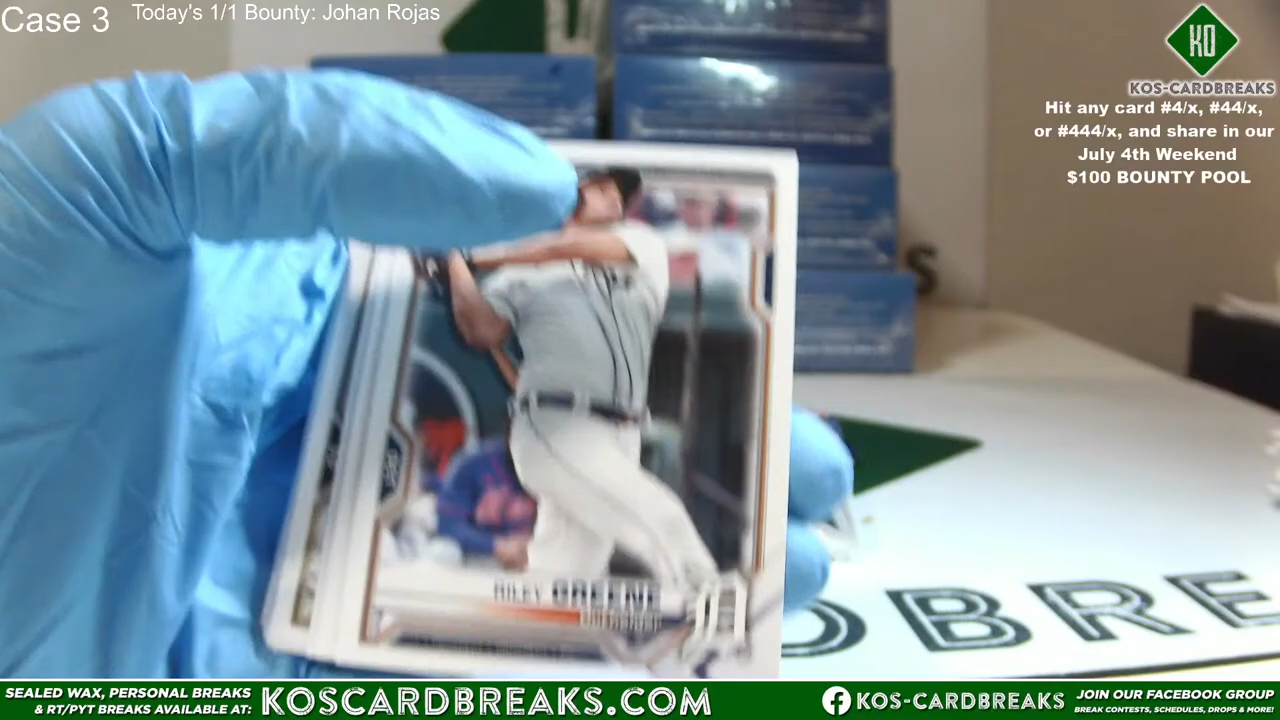 Case 3
Today's 1/1 Bounty: Johan Rojas
KO
KOS-CARDBREAKS
Hit any card #4/x, #44/x,
or #444/x, and share in our
July 4th Weekend
$100 BOUNTY POOL
S
RILEY GREENE
OBRE
SEALED WAX, PERSONAL BREAKS
& RT/PYT BREAKS AVAILABLE AT:
KOSCARDBREAKS.COM
KOS-CARDBREAKS
JOIN OUR FACEBOOK GROUP
BREAK CONTESTS, SCHEDULES, DROPS & MORE!